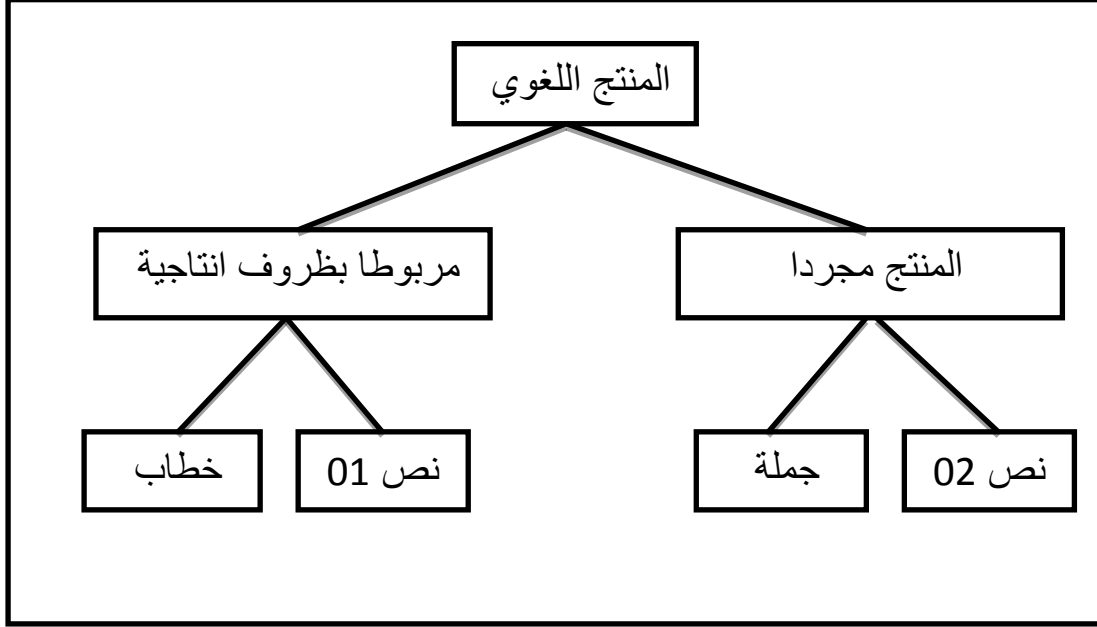 المنتج اللغوي
المنتج مجردا
مربوطا بظروف انتاجية
نص 02
جملة
نص 01
خطاب